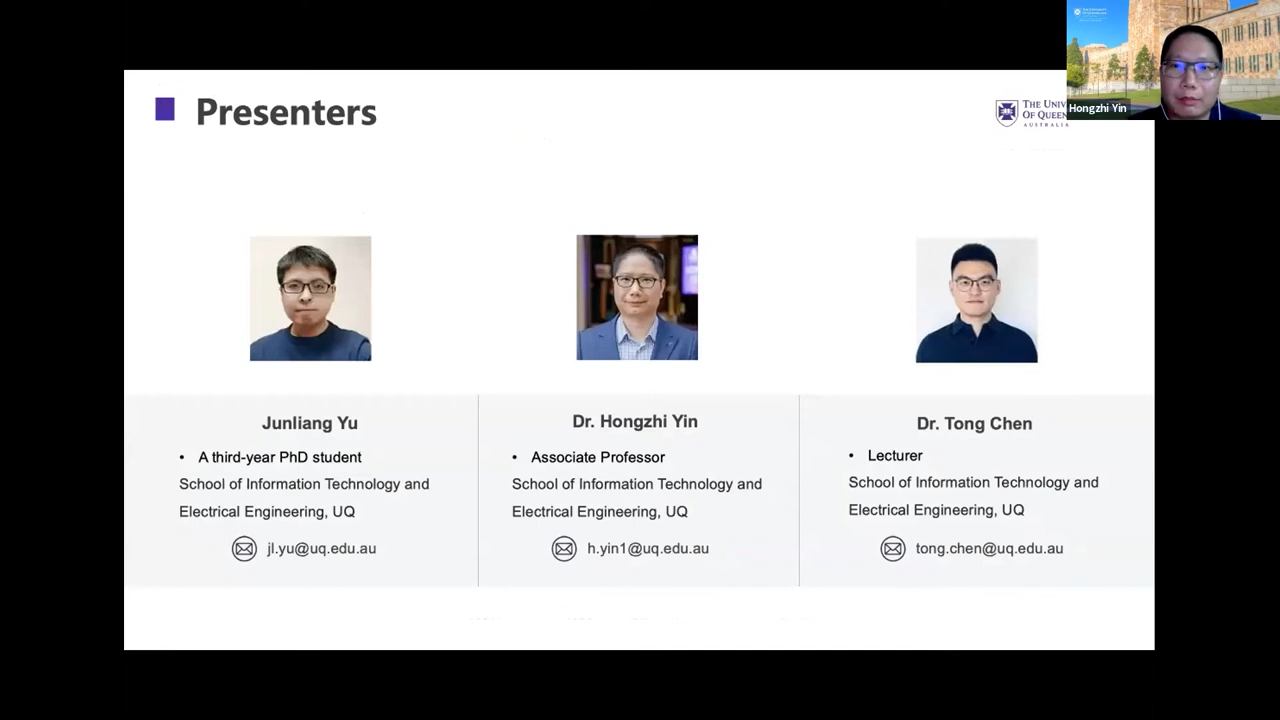 Presenters
THE UNIV
OF QUEEN
AUSTRALIA
Hongzhi Yin
Junliang Yu
• A third-year PhD student
School of Information Technology and
Electrical Engineering, UQ
jl.yu@uq.edu.au
Dr. Hongzhi Yin
• Associate Professor
School of Information Technology and
Electrical Engineering, UQ
h.yin1@uq.edu.au
Dr. Tong Chen
• Lecturer
School of Information Technology and
Electrical Engineering, UQ
tong.chen@uq.edu.au